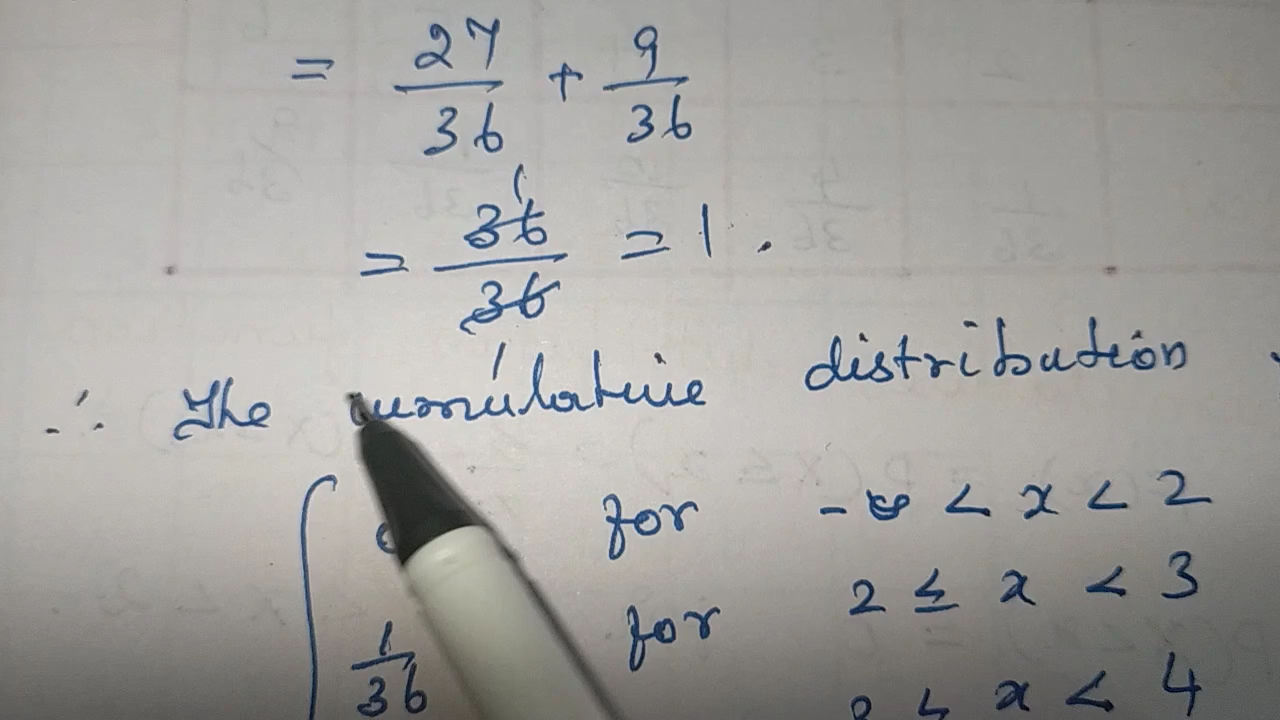 = 27/36 + 9/36
= 36/36 = 1.
∴ The cumulative distribution
for -∞ < x < 2
1/36 for 2 ≤ x < 3
≤ x < 4